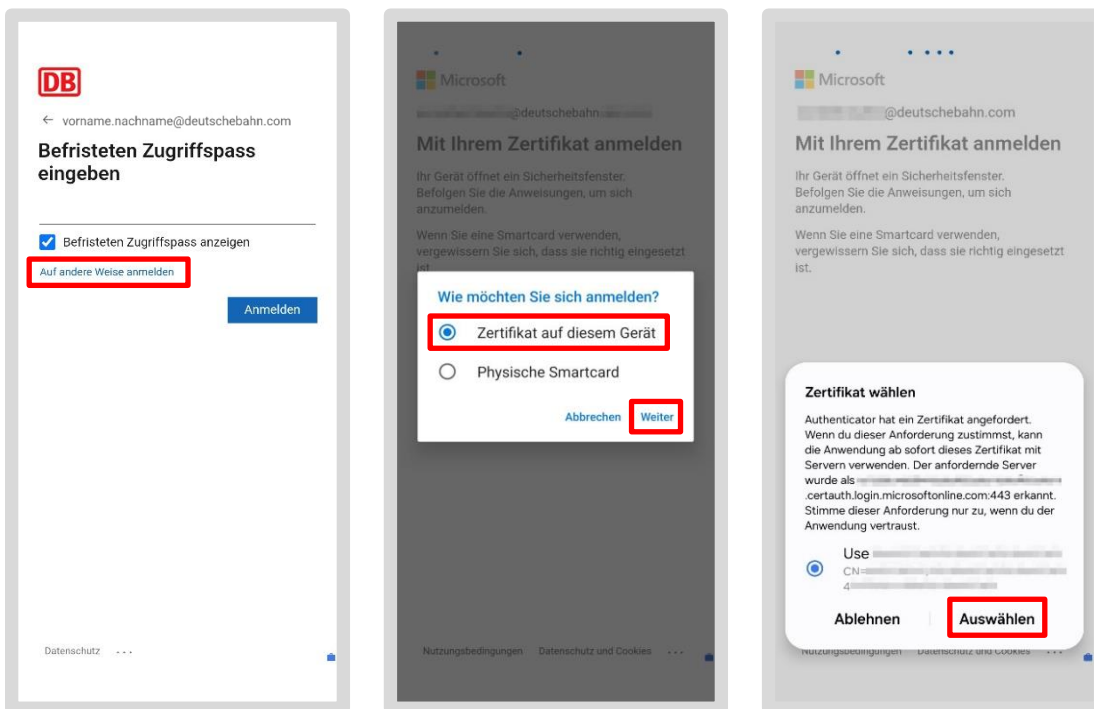 DB
← vorname.nachname@deutschebahn.com
Befristeten Zugriffspass
eingeben
Befristeten Zugriffspass anzeigen
Auf andere Weise anmelden
Anmelden
Datenschutz ...
Microsoft
@deutschebahn
Mit Ihrem Zertifikat anmelden
Ihr Gerät öffnet ein Sicherheitsfenster.
Befolgen Sie die Anweisungen, um sich
anzumelden.
Wenn Sie eine Smartcard verwenden,
vergewissern Sie sich, dass sie richtig eingesetzt
ist.
Wie möchten Sie sich anmelden?
Zertifikat auf diesem Gerät
Physische Smartcard
Abbrechen Weiter
Nutzungsbedingungen Datenschutz und Cookies ...
Microsoft
@deutschebahn.com
Mit Ihrem Zertifikat anmelden
Ihr Gerät öffnet ein Sicherheitsfenster.
Befolgen Sie die Anweisungen, um sich
anzumelden.
Wenn Sie eine Smartcard verwenden,
vergewissern Sie sich, dass sie richtig eingesetzt
ist.
Zertifikat wählen
Authenticator hat ein Zertifikat angefordert.
Wenn du dieser Anforderung zustimmst, kann
die Anwendung ab sofort dieses Zertifikat mit
Servern verwenden. Der anfordernde Server
wurde als
.certauth.login.microsoftonline.com:443 erkannt.
Stimme dieser Anforderung nur zu, wenn du der
Anwendung vertraust.
Use
CN=
4
Ablehnen Auswählen
Nutzungsbedingungen Datenschutz und Cookies ...